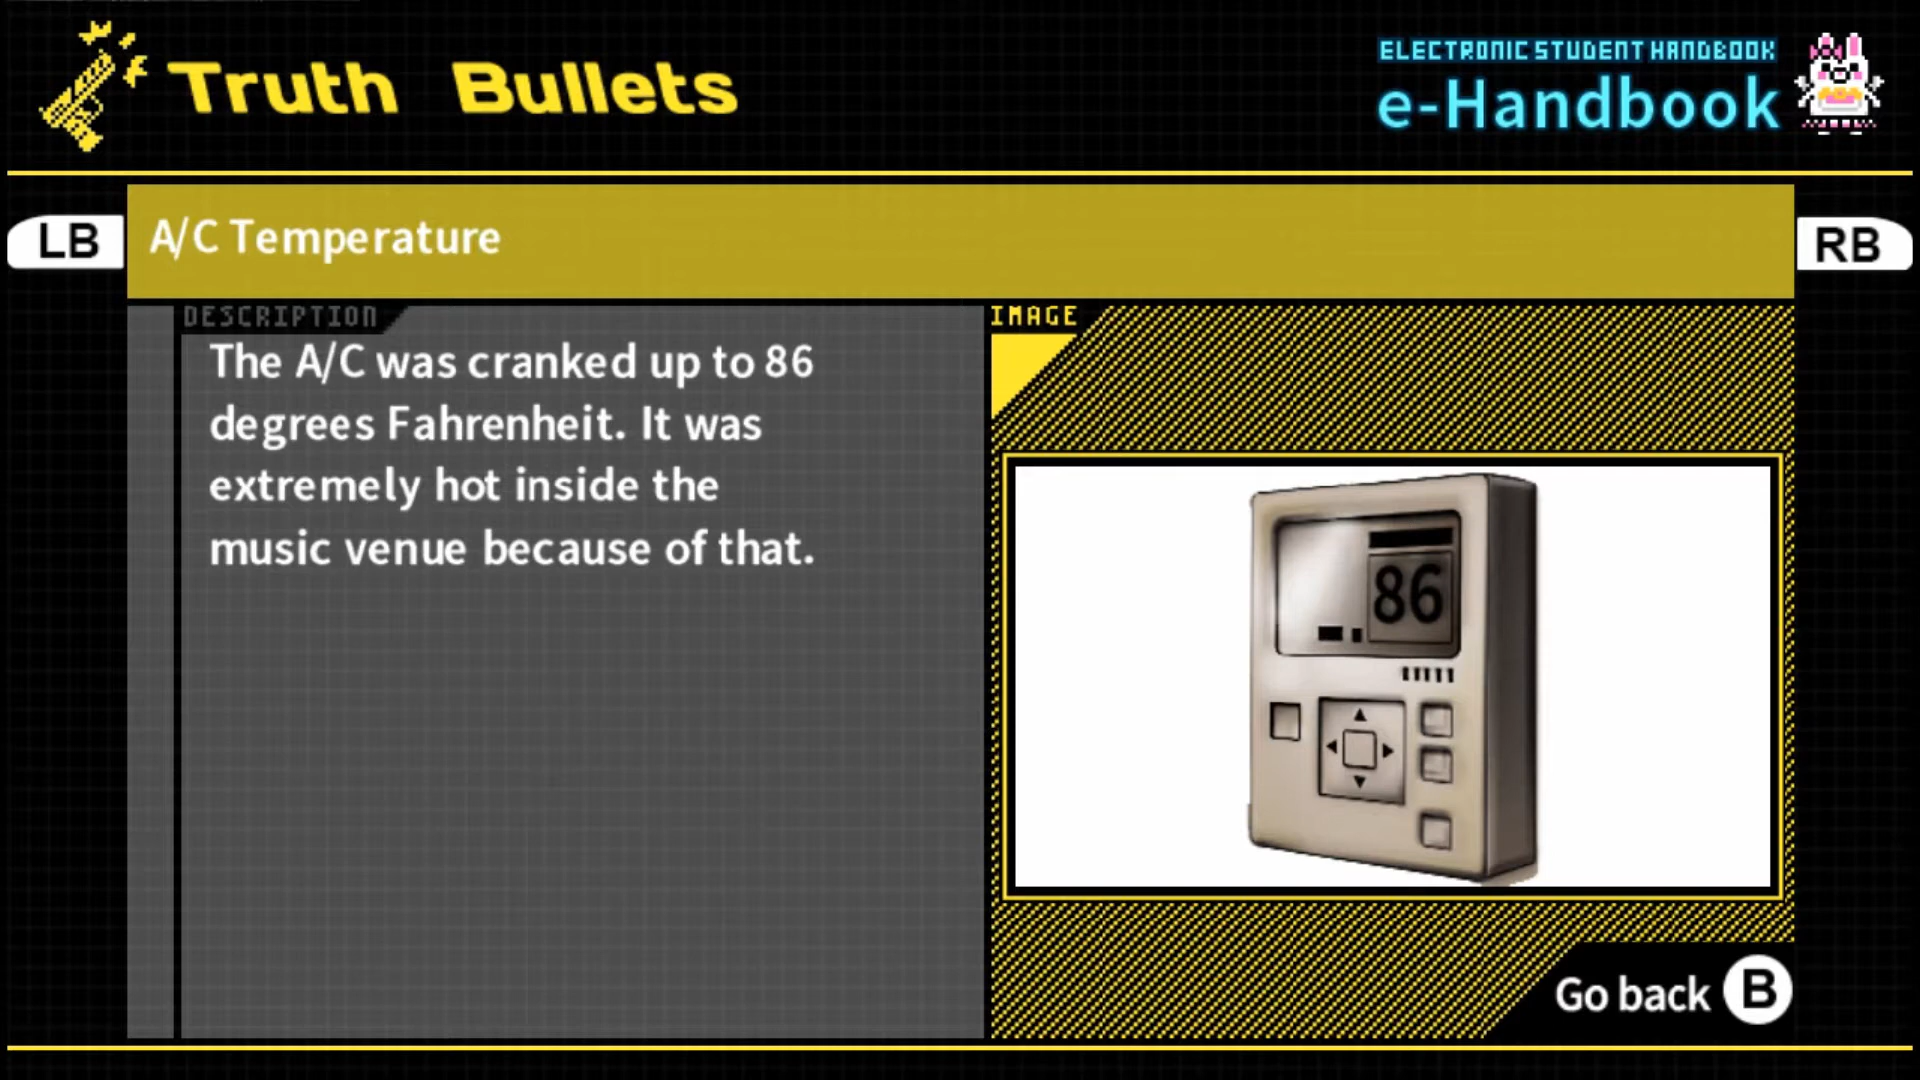 Truth Bullets
ELECTRONIC STUDENT HANDBOOK
e-Handbook
LB
A/C Temperature
RB
DESCRIPTION
The A/C was cranked up to 86
degrees Fahrenheit. It was
extremely hot inside the
music venue because of that.
IMAGE
86
Go back B